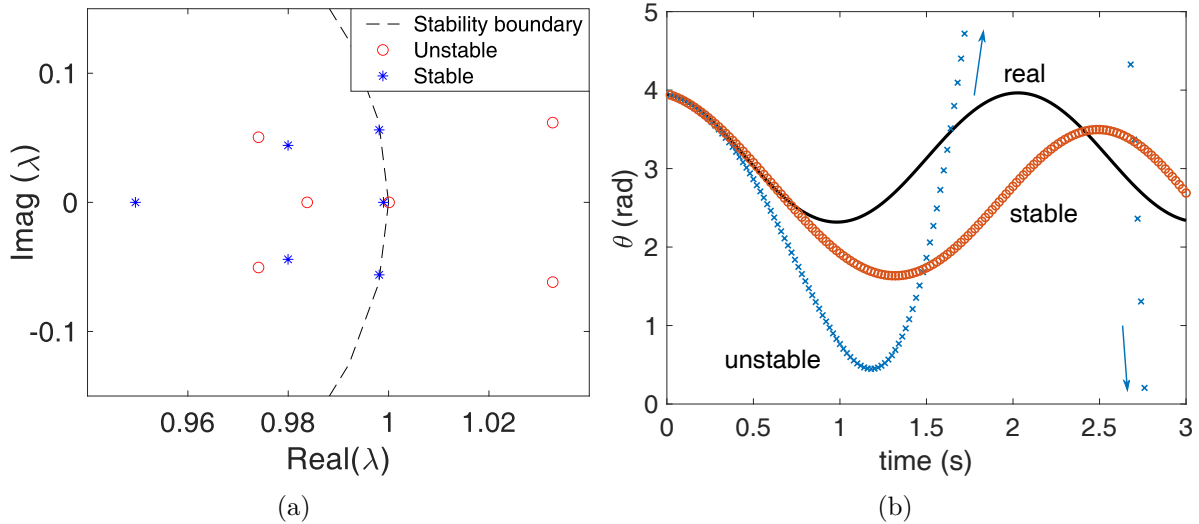 Stability boundary
Unstable
Stable
0.1
0
-0.1
Imag (λ)
0.96
0.98
1
1.02
Real(λ)
(a)
5
4
3
2
1
0
θ (rad)
real
stable
unstable
0
0.5
1
1.5
2
2.5
3
time (s)
(b)